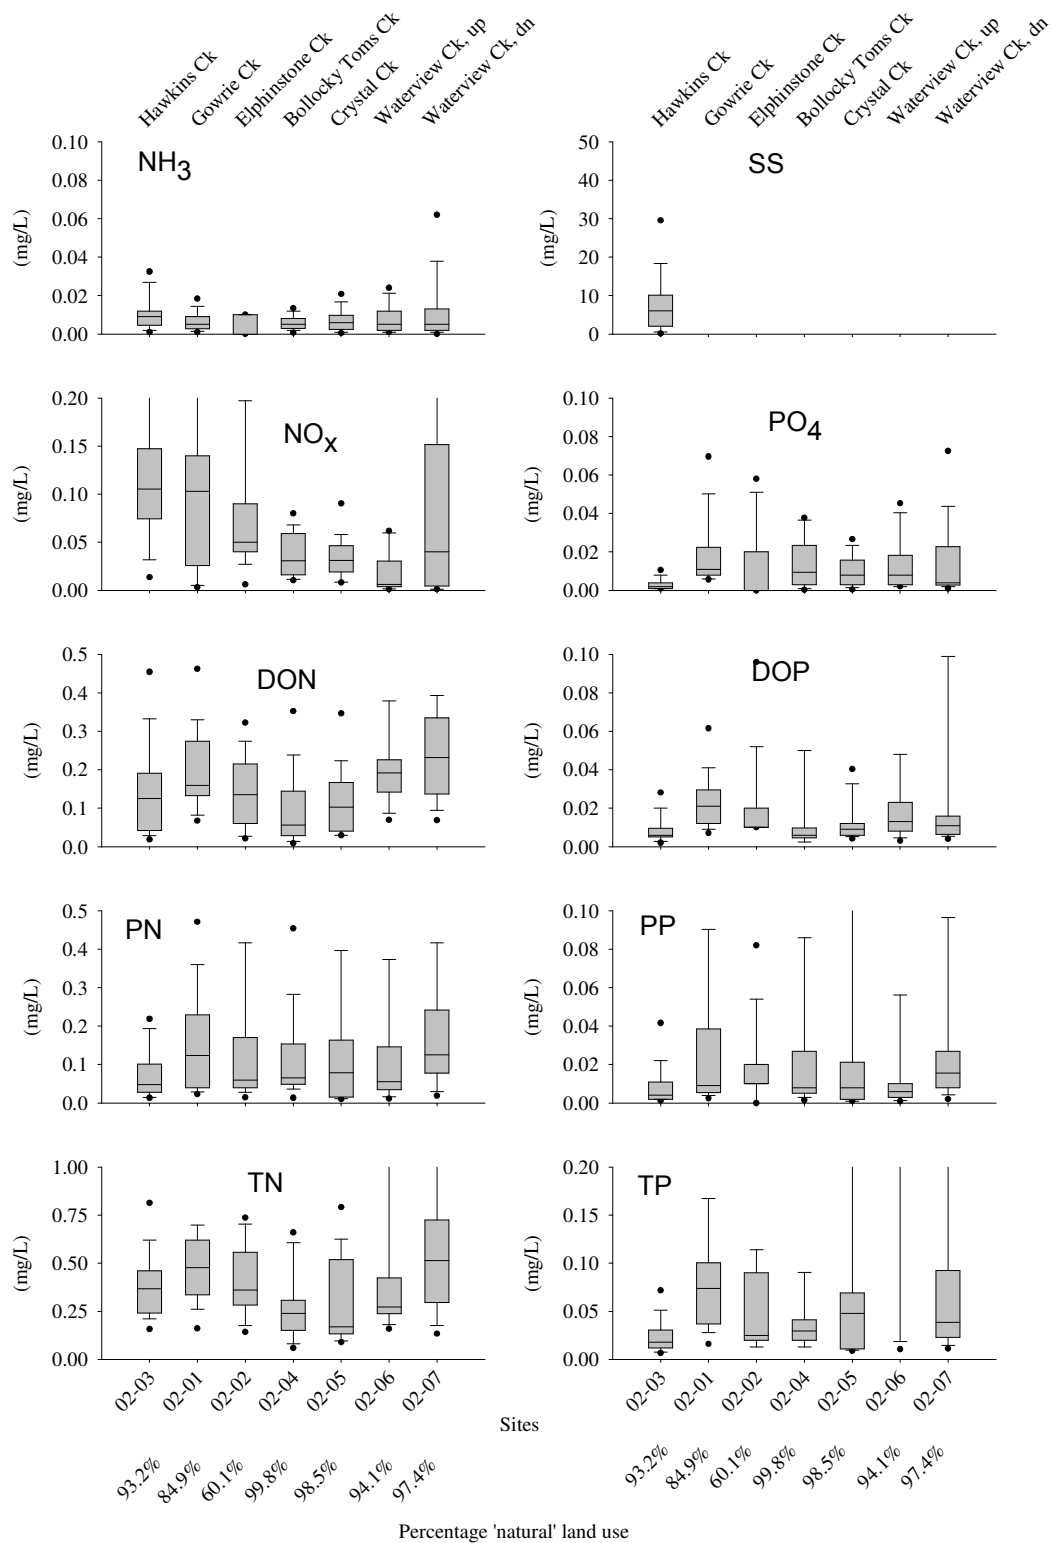 Hawkins Ck
Gowrie Ck
Elphinstone Ck
Bollocky Toms Ck
Crystal Ck
Waterview Ck, up
Waterview Ck, dn
Hawkins Ck
Gowrie Ck
Elphinstone Ck
Bollocky Toms Ck
Crystal Ck
Waterview Ck, up
Waterview Ck, dn
NH3
(mg/L)
0.10
0.08
0.06
0.04
0.02
0.00
SS
(mg/L)
50
40
30
20
10
0
NOx
(mg/L)
0.20
0.15
0.10
0.05
0.00
PO4
(mg/L)
0.10
0.08
0.06
0.04
0.02
0.00
DON
(mg/L)
0.5
0.4
0.3
0.2
0.1
0.0
DOP
(mg/L)
0.10
0.08
0.06
0.04
0.02
0.00
PN
(mg/L)
0.5
0.4
0.3
0.2
0.1
0.0
PP
(mg/L)
0.10
0.08
0.06
0.04
0.02
0.00
TN
(mg/L)
1.00
0.75
0.50
0.25
0.00
TP
(mg/L)
0.20
0.15
0.10
0.05
0.00
02-03
02-01
02-02
02-04
02-05
02-06
02-07
02-03
02-01
02-02
02-04
02-05
02-06
02-07
Sites
93.2%
84.9%
60.1%
99.8%
98.5%
94.1%
97.4%
93.2%
84.9%
60.1%
99.8%
98.5%
94.1%
97.4%
Percentage 'natural' land use